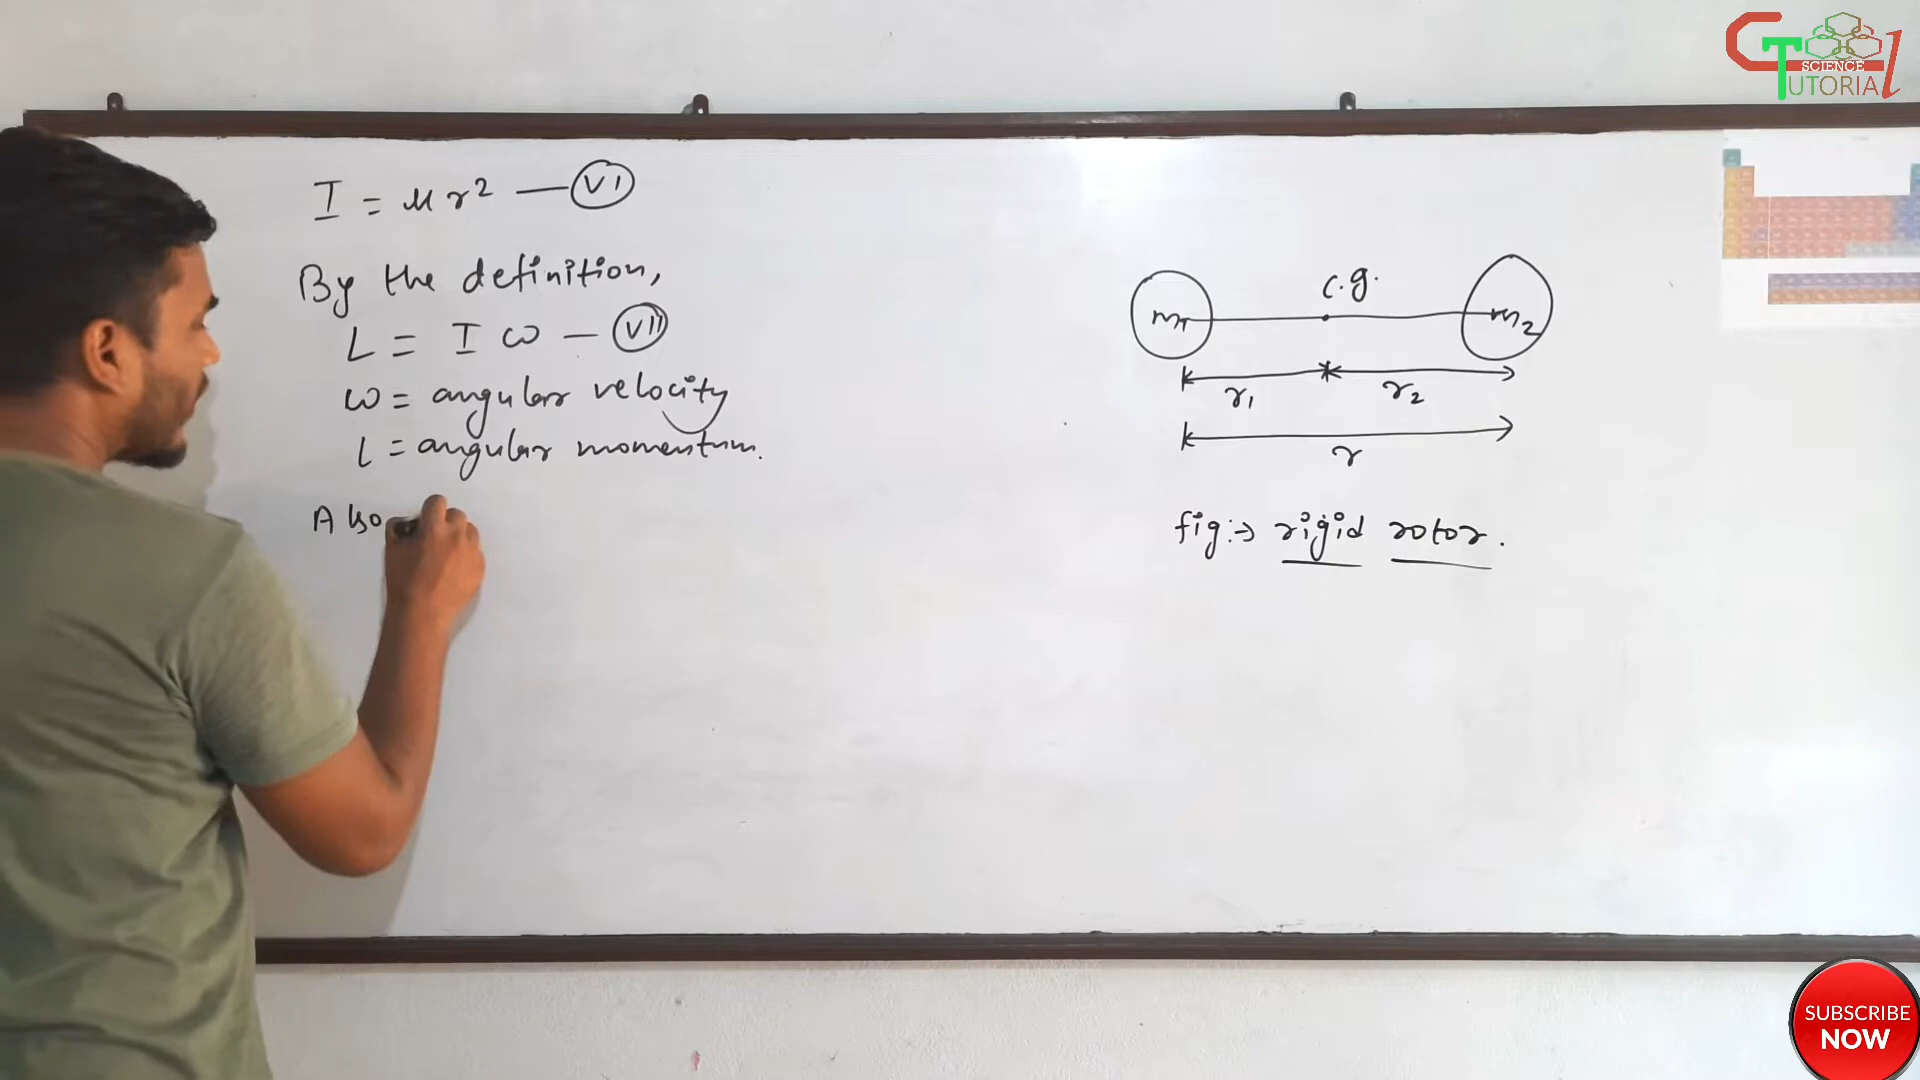 I = μr² — VI
By the definition,
L = I ω — VII
ω = angular velocity
L = angular momentum.
Also
c.g.
m₁
m₂
r₁
r₂
r
fig:→ rigid rotor.
SCIENCE
TUTORIAL
SUBSCRIBE
NOW